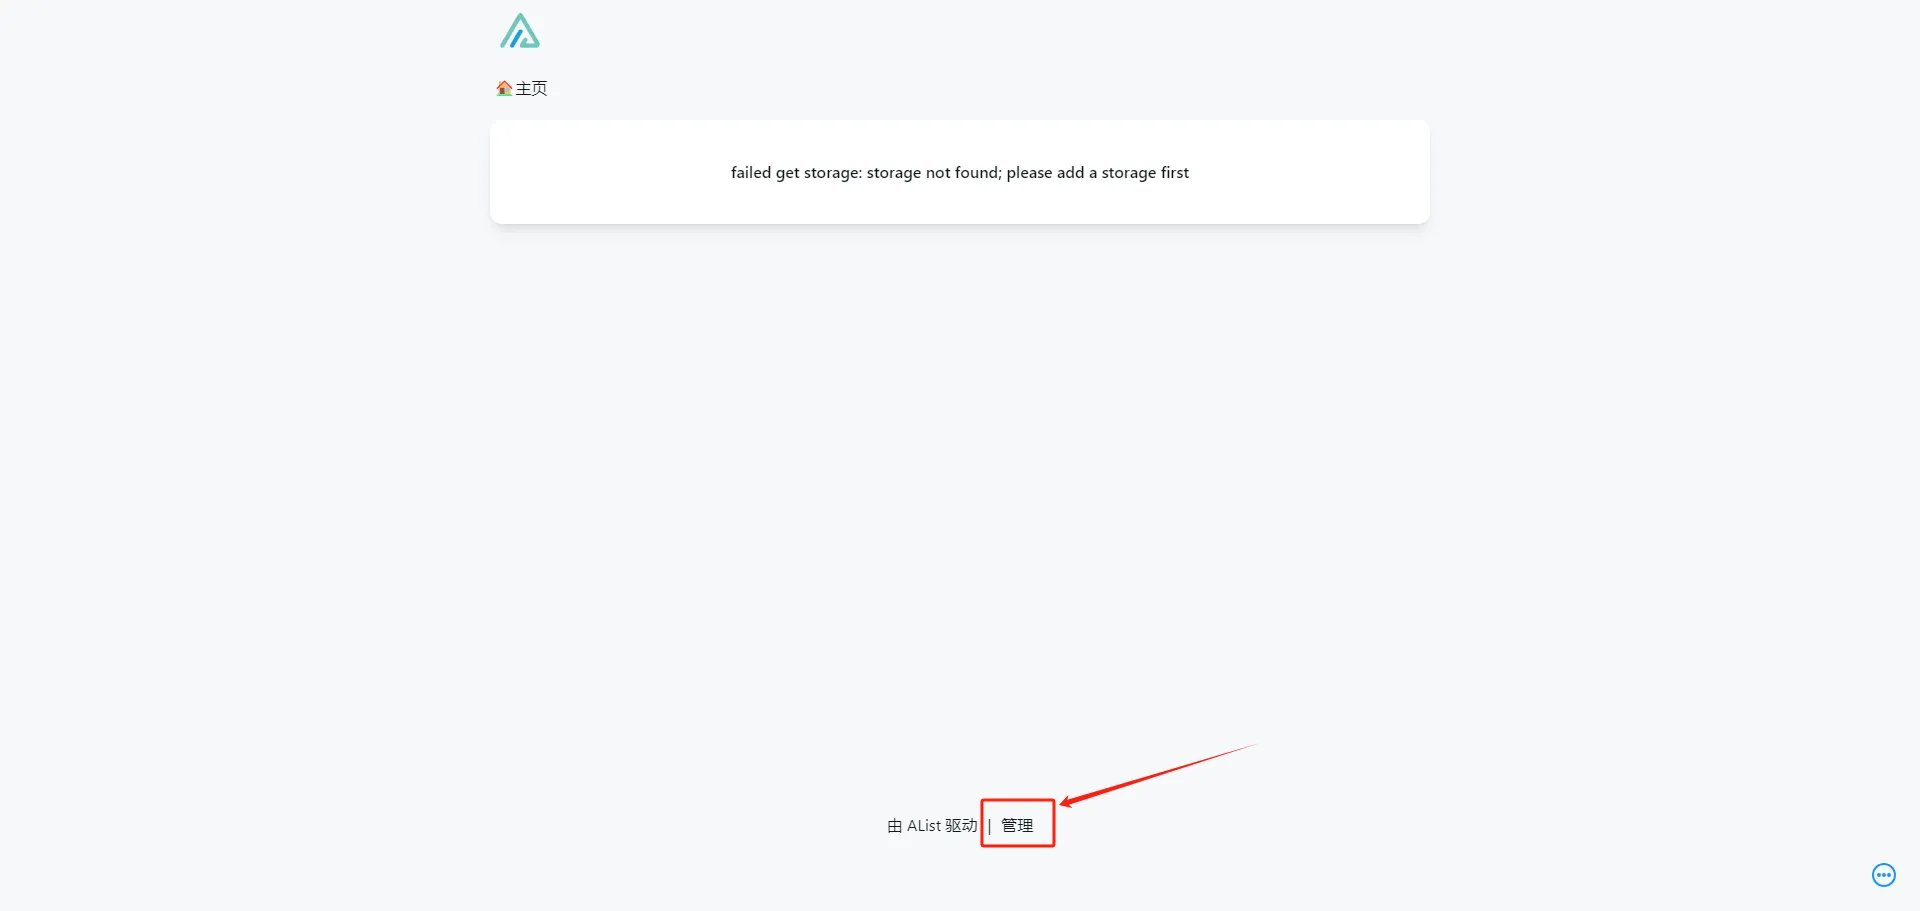 主页
failed get storage: storage not found; please add a storage first
由 AList 驱动 | 管理